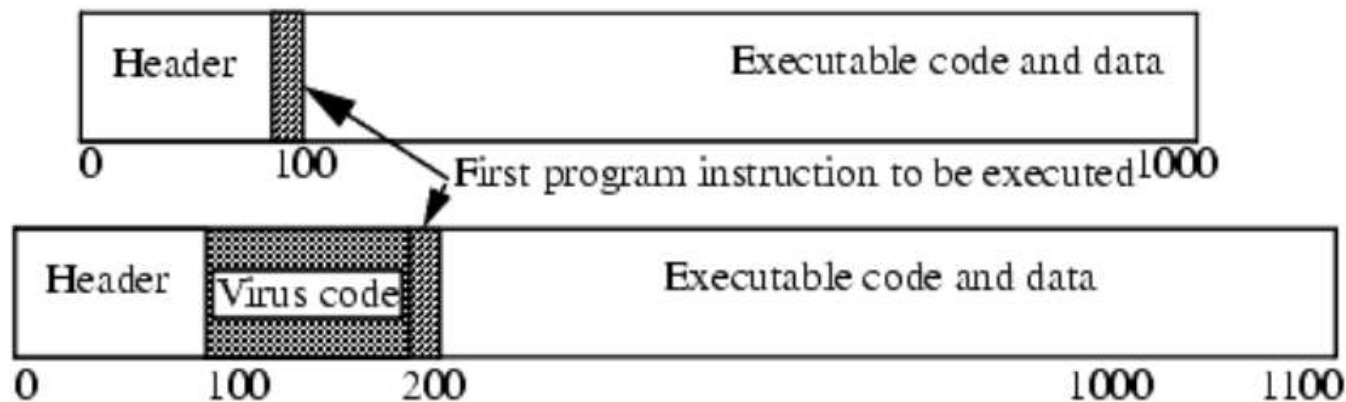 Header
Executable code and data
0
100
First program instruction to be executed
1000
Header
Virus code
Executable code and data
0
100
200
1000
1100